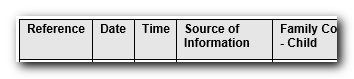 Reference Date Time Source of Family Co
Information - Child